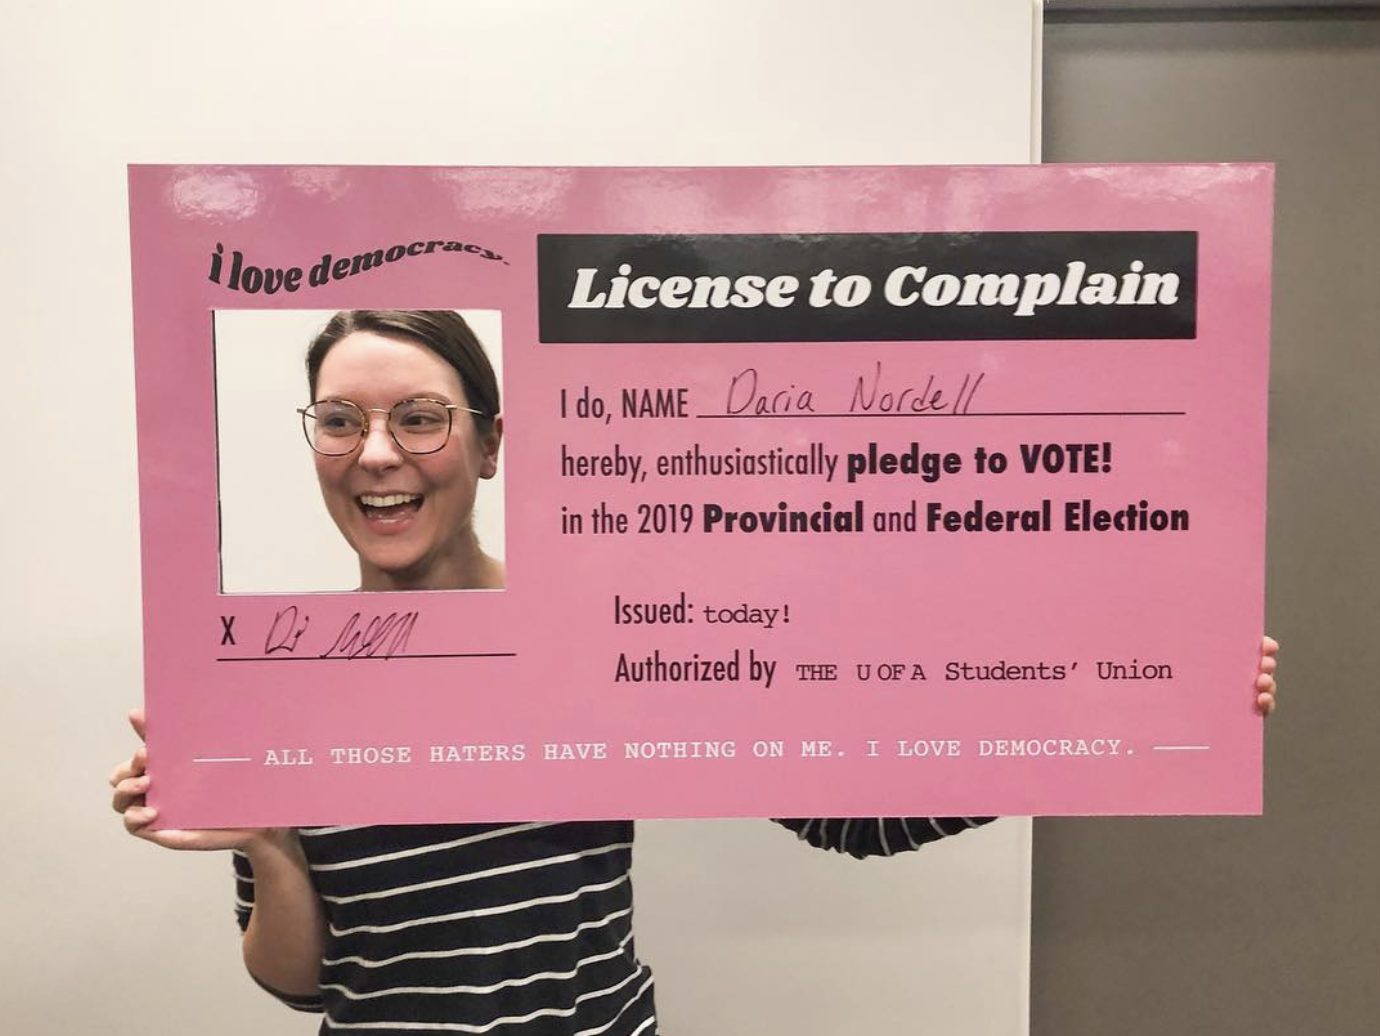 i love democracy.
License to Complain
I do, NAME Daria Nordell
hereby, enthusiastically pledge to VOTE!
in the 2019 Provincial and Federal Election
X
Issued: today!
Authorized by THE U OF A Students' Union
ALL THOSE HATERS HAVE NOTHING ON ME. I LOVE DEMOCRACY.